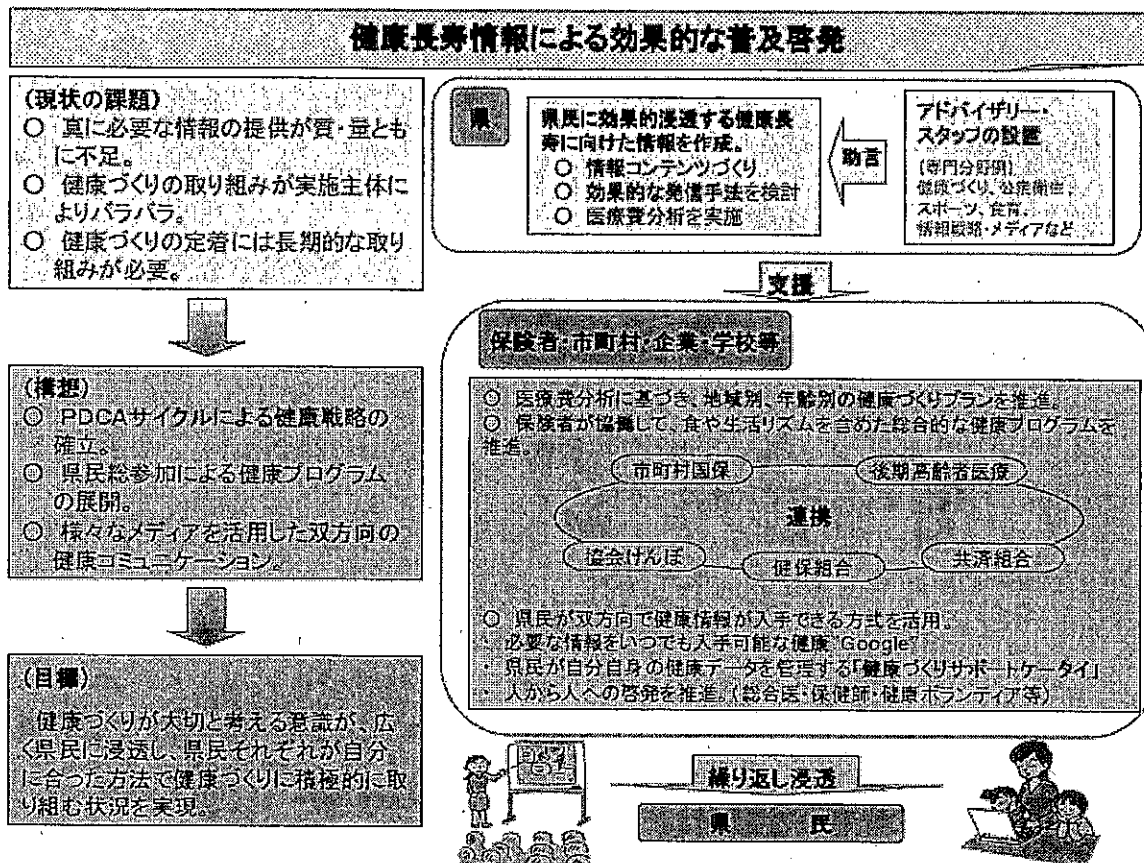 健康長寿情報による効果的な普及啓発
(現状の課題)
○ 真に必要な情報の提供が質・量とも
に不足。
○ 健康づくりの取り組みが実施主体に
よりバラバラ。
○ 健康づくりの定着には長期的な取り
組みが必要。
(構想)
○ PDCAサイクルによる健康戦略の
確立。
○ 県民総参加による健康プログラム
の展開。
○ 様々なメディアを活用した双方向の
健康コミュニケーション。
(目標)
健康づくりが大切と考える意識が、広
く県民に浸透し、県民それぞれが自分
に合った方法で健康づくりに積極的に取
り組む状況を実現。
県
県民に効果的浸透する健康長
寿に向けた情報を作成。
○ 情報コンテンツづくり
○ 効果的な発信手法を検討
○ 医療費分析を実施
助言
アドバイザリー・
スタッフの設置
(専門分野例)
健康づくり、公衆衛生、
スポーツ、食育、
情報戦略・メディアなど
支援
保険者・市町村・企業・学校等
○ 医療費分析に基づき、地域別、年齢別の健康づくりプランを推進。
○ 保険者が協働して、食や生活リズムを含めた総合的な健康プログラムを
推進。
市町村国保
後期高齢者医療
連携
協会けんぽ
健保組合
共済組合
○ 県民が双方向で健康情報が入手できる方式を活用。
・ 必要な情報をいつでも入手可能な健康"Google"
・ 県民が自分自身の健康データを管理する「健康づくりサポートケータイ」
・ 人から人への啓発を推進。(総合医・保健師・健康ボランティア等)
繰り返し浸透
県 民